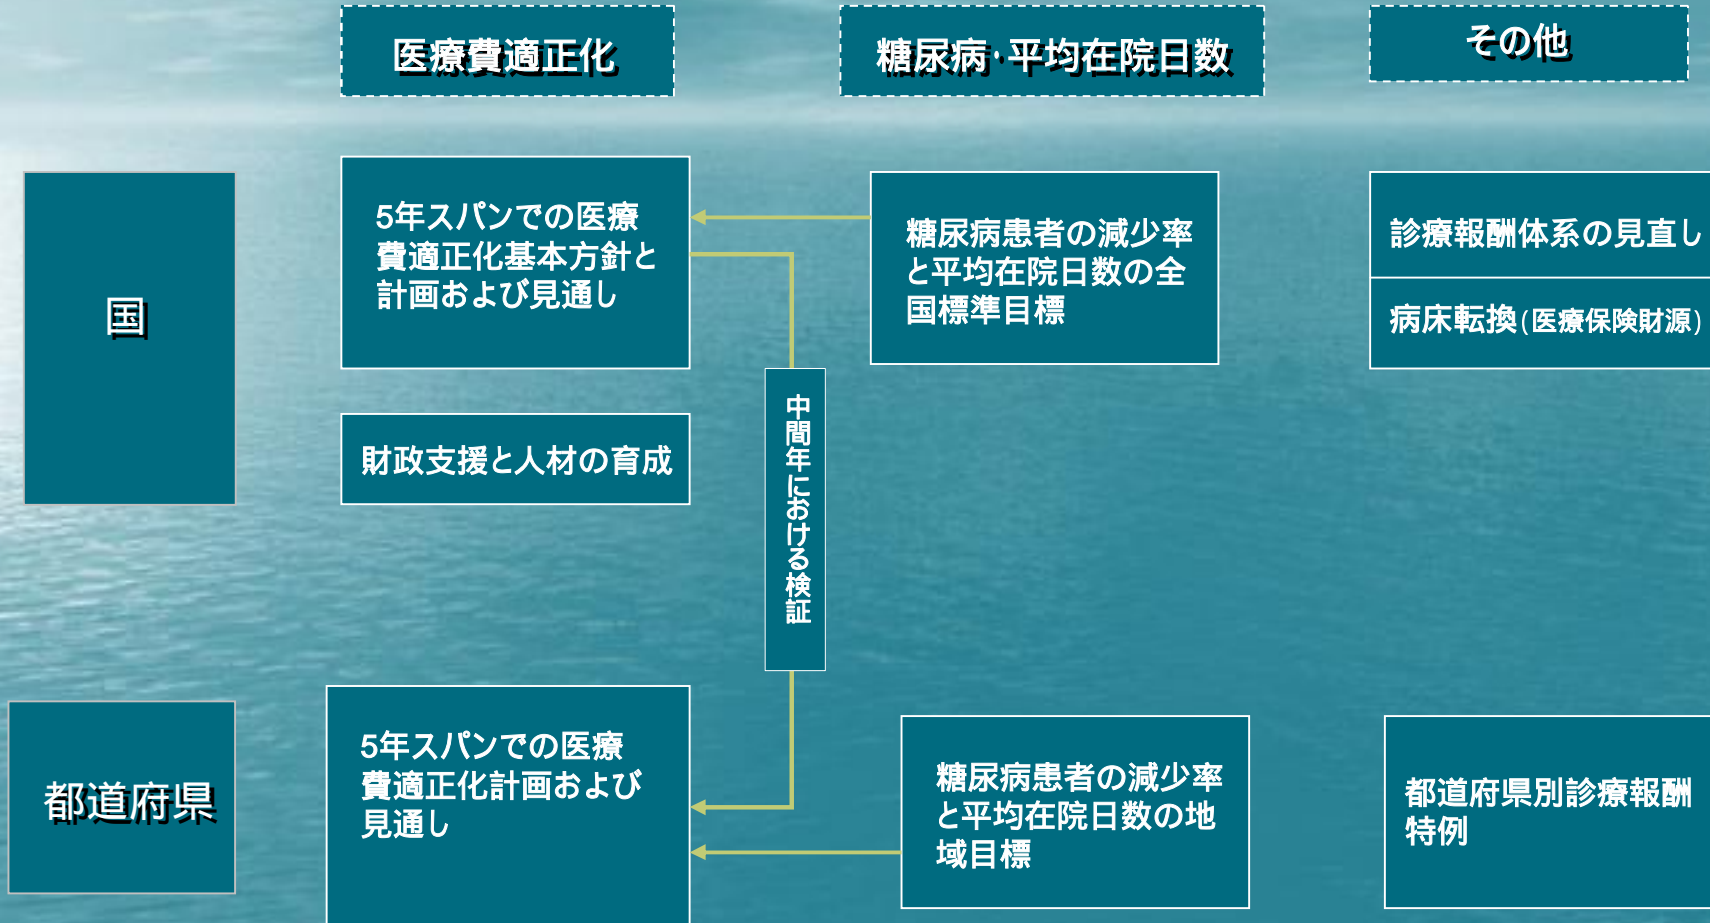 医療費適正化
糖尿病・平均在院日数
その他
国
5年スパンでの医療
費適正化基本方針と
計画および見通し
糖尿病患者の減少率
と平均在院日数の全
国標準目標
診療報酬体系の見直し
病床転換(医療保険財源)
財政支援と人材の育成
中間年における検証
都道府県
5年スパンでの医療
費適正化計画および
見通し
糖尿病患者の減少率
と平均在院日数の地
域目標
都道府県別診療報酬
特例